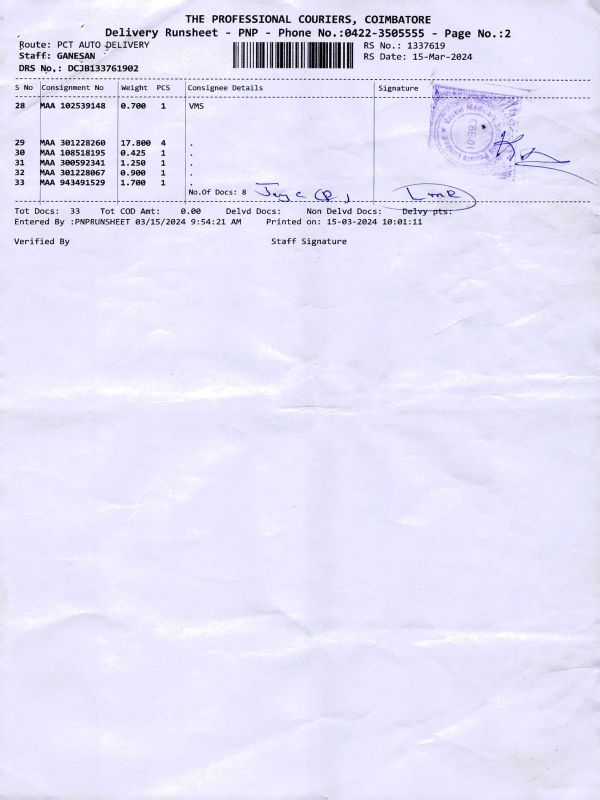 THE PROFESSIONAL COURIERS, COIMBATORE
Delivery Runsheet - PNP - Phone No.:0422-3505555 - Page No.:2
Route: PCT AUTO DELIVERY RS No.: 1337619
Staff: GANESAN RS Date: 15-Mar-2024
DRS No.: DCJB133761902
S No Consignment No Weight PCS Consignee Details Signature
28 MAA 102539148 0.700 1 VMS
29 MAA 301228260 17.800 4 .
30 MAA 108518195 0.425 1 .
31 MAA 300592341 1.250 1 .
32 MAA 301228067 0.900 1 .
33 MAA 943491529 1.700 1 .
No.Of Docs: 8
Tot Docs: 33 Tot COD Amt: 0.00 Delvd Docs: Non Delvd Docs: Delvy pts:
Entered By :PNPRUNSHEET 03/15/2024 9:54:21 AM Printed on: 15-03-2024 10:01:11
Verified By Staff Signature